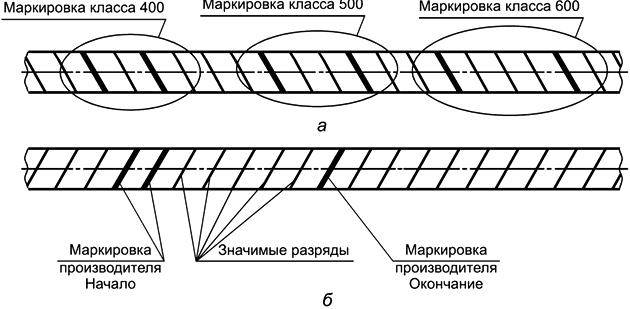 Маркировка класса 400
Маркировка класса 500
Маркировка класса 600
а
Маркировка
производителя
Начало
Значимые разряды
Маркировка
производителя
Окончание
б